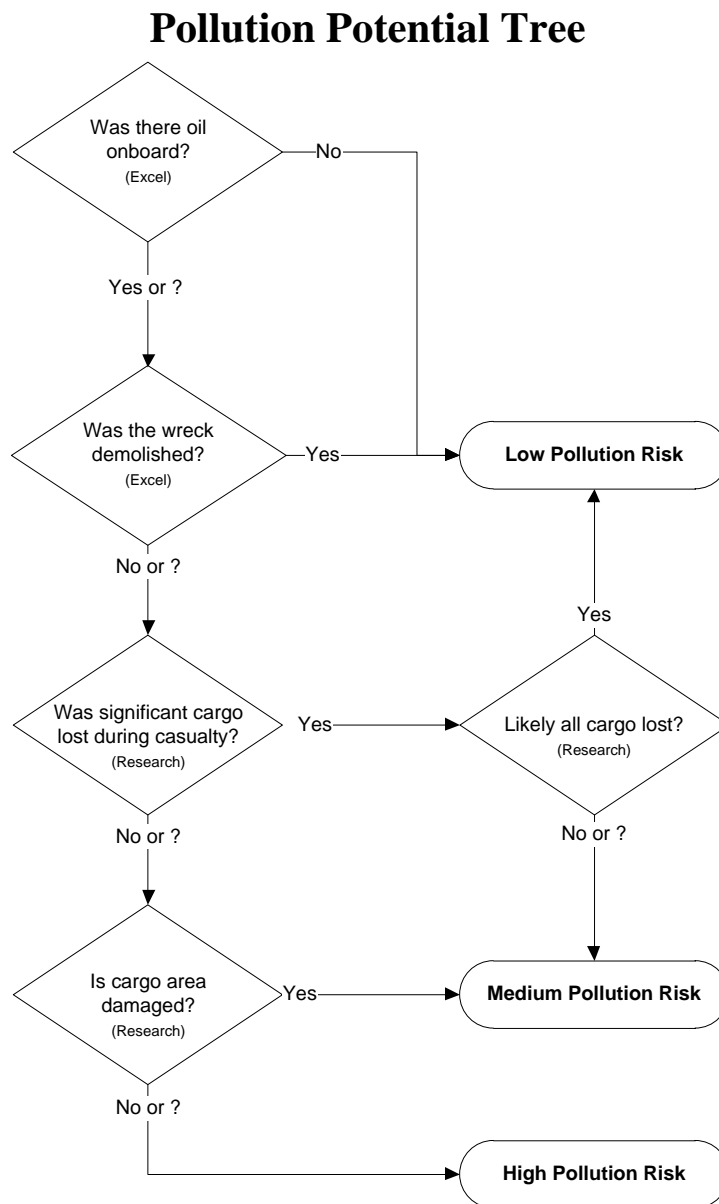 Pollution Potential Tree
Was there oil
onboard?
(Excel)
No
Yes or ?
Was the wreck
demolished?
(Excel)
Yes
Low Pollution Risk
No or ?
Yes
Was significant cargo
lost during casualty?
(Research)
Yes
Likely all cargo lost?
(Research)
No or ?
No or ?
Is cargo area
damaged?
(Research)
Yes
Medium Pollution Risk
No or ?
High Pollution Risk